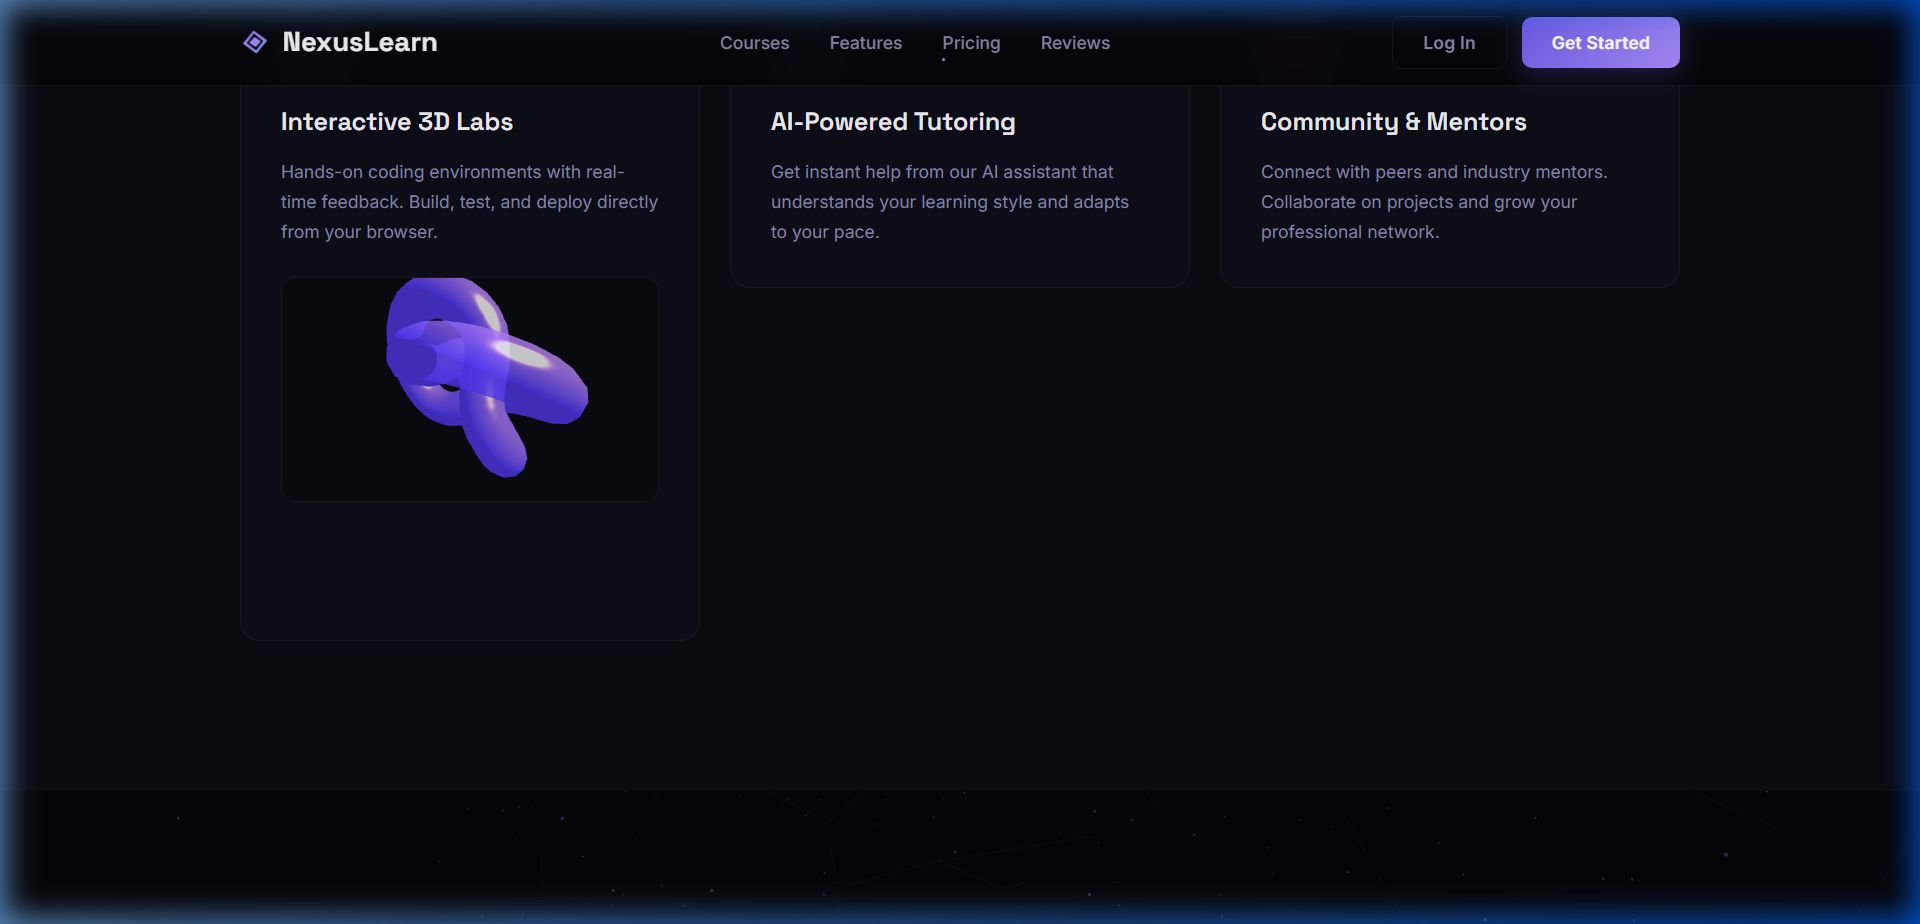 NexusLearn
Courses
Features
Pricing
Reviews
Log In
Get Started
Interactive 3D Labs
Hands-on coding environments with real-
time feedback. Build, test, and deploy directly
from your browser.
AI-Powered Tutoring
Get instant help from our AI assistant that
understands your learning style and adapts
to your pace.
Community & Mentors
Connect with peers and industry mentors.
Collaborate on projects and grow your
professional network.